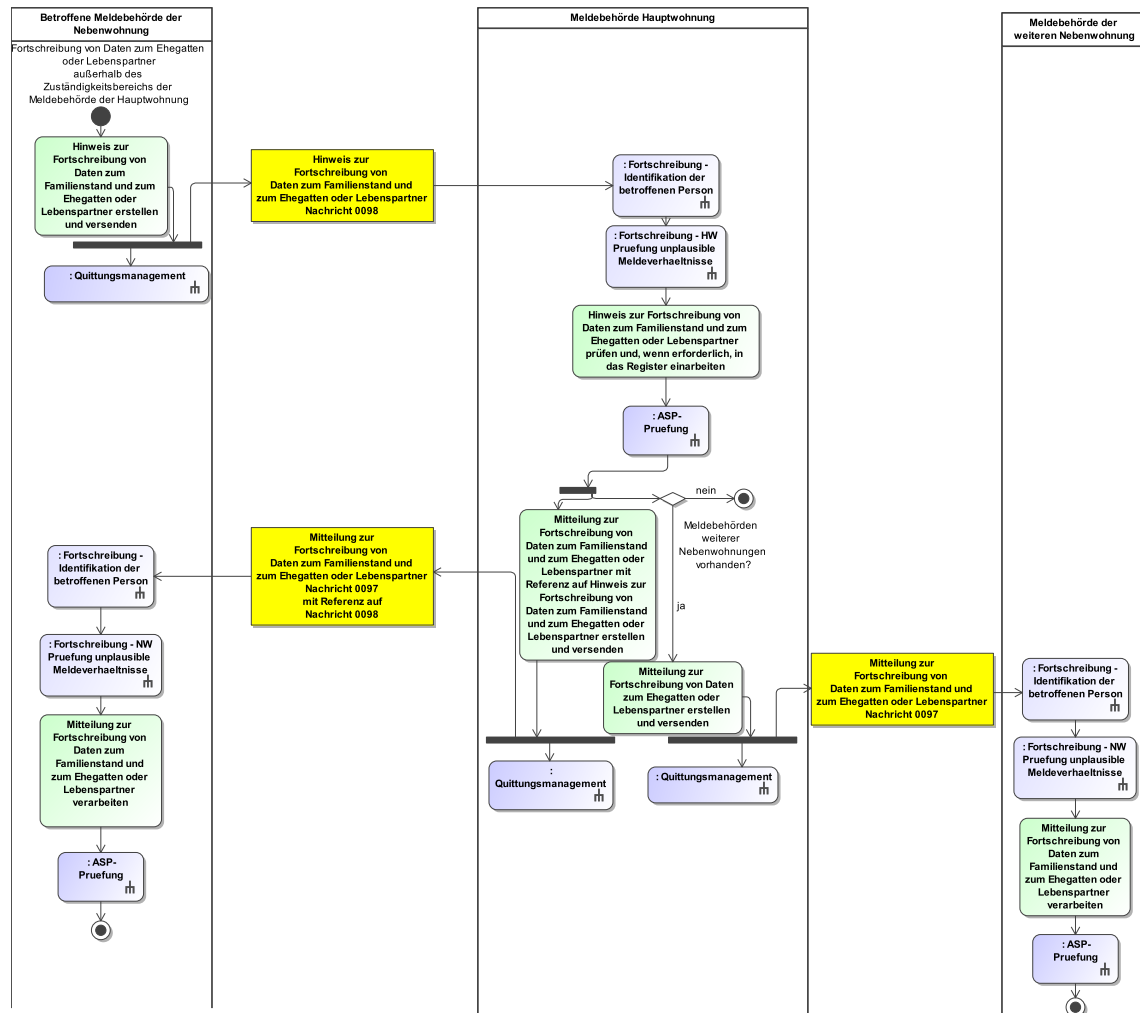 Betroffene Meldebehörde der
Nebenwohnung
Fortschreibung von Daten zum Ehegatten
oder Lebenspartner
außerhalb des
Zuständigkeitsbereichs der
Meldebehörde der Hauptwohnung
Hinweis zur
Fortschreibung von
Daten zum
Familienstand und zum
Ehegatten oder
Lebenspartner erstellen
und versenden
: Quittungsmanagement
Hinweis zur
Fortschreibung von
Daten zum Familienstand und
zum Ehegatten oder Lebenspartner
Nachricht 0098
Meldebehörde Hauptwohnung
: Fortschreibung -
Identifikation der
betroffenen Person
: Fortschreibung - HW
Pruefung unplausible
Meldeverhaeltnisse
Hinweis zur Fortschreibung von
Daten zum Familienstand und zum
Ehegatten oder Lebenspartner
prüfen und, wenn erforderlich, in
das Register einarbeiten
: ASP-
Pruefung
nein
Meldebehörden
weiterer
Nebenwohnungen
vorhanden?
ja
Mitteilung zur
Fortschreibung von
Daten zum Familienstand
und zum Ehegatten oder
Lebenspartner mit
Referenz auf Hinweis zur
Fortschreibung von
Daten zum Familienstand
und zum Ehegatten oder
Lebenspartner erstellen
und versenden
Mitteilung zur
Fortschreibung von Daten
zum Ehegatten oder
Lebenspartner erstellen
und versenden
:
Quittungsmanagement
: Quittungsmanagement
Mitteilung zur
Fortschreibung von
Daten zum Familienstand und
zum Ehegatten oder Lebenspartner
Nachricht 0097
mit Referenz auf
Nachricht 0098
: Fortschreibung -
Identifikation der
betroffenen Person
: Fortschreibung - NW
Pruefung unplausible
Meldeverhaeltnisse
Mitteilung zur
Fortschreibung von
Daten zum
Familienstand und
zum Ehegatten oder
Lebenspartner
verarbeiten
: ASP-
Pruefung
Mitteilung zur
Fortschreibung von
Daten zum Familienstand und
zum Ehegatten oder Lebenspartner
Nachricht 0097
Meldebehörde der
weiteren Nebenwohnung
: Fortschreibung -
Identifikation der
betroffenen Person
: Fortschreibung - NW
Pruefung unplausible
Meldeverhaeltnisse
Mitteilung zur
Fortschreibung von
Daten zum
Familienstand und
zum Ehegatten oder
Lebenspartner
verarbeiten
: ASP-
Pruefung